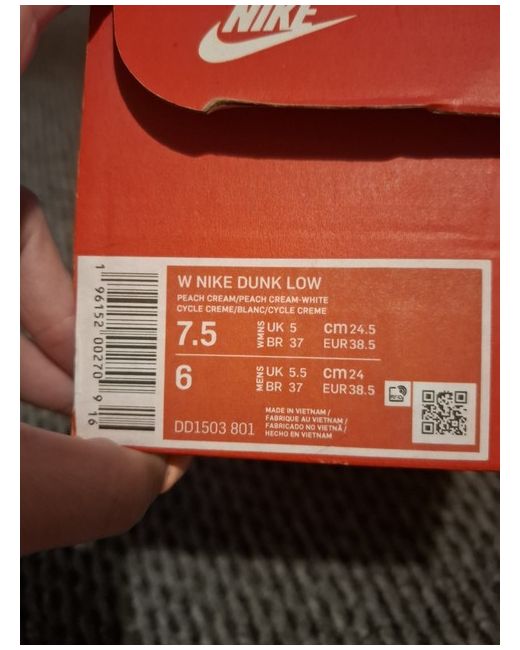 NIKE
W NIKE DUNK LOW
PEACH CREAM/PEACH CREAM-WHITE
CYCLE CREME/BLANC/CYCLE CREME
7.5 WMNS UK 5 cm 24.5
BR 37 EUR 38.5
6 MENS UK 5.5 cm 24
BR 37 EUR 38.5
DD1503 801
MADE IN VIETNAM /
FABRIQUE AU VIETNAM /
FABRICADO NO VIETNÃ /
HECHO EN VIETNAM
1 96152 00270 9 16